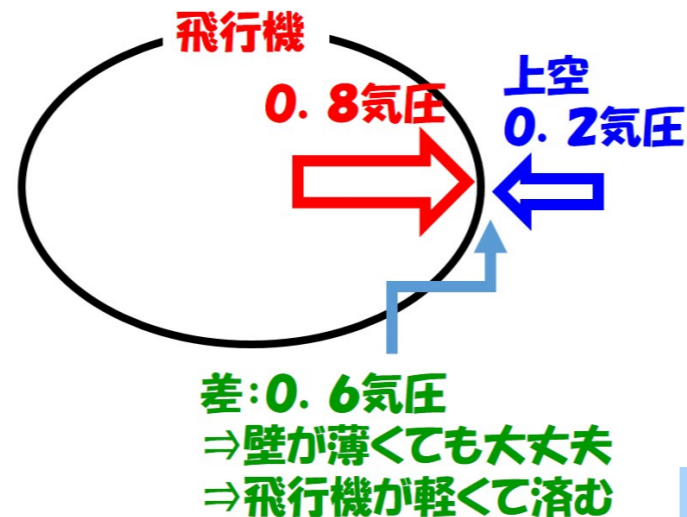 飛行機
0. 8気圧
上空
0. 2気圧
差:0. 6気圧
⇒壁が薄くても大丈夫
⇒飛行機が軽くて済む